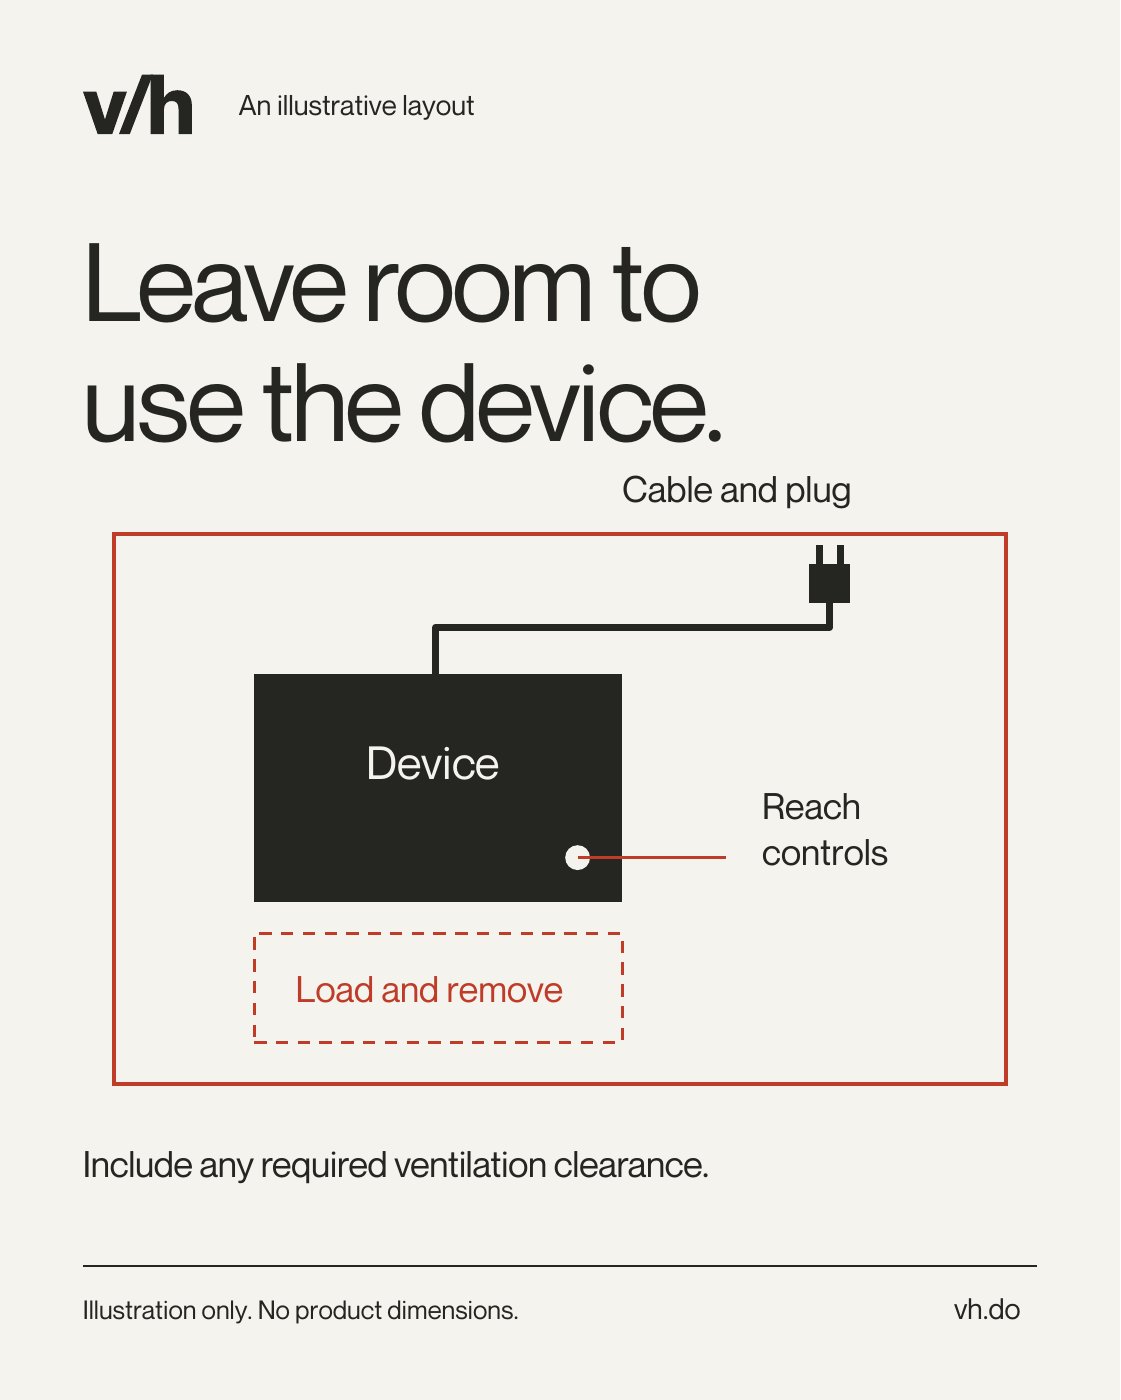 v/h
An illustrative layout
Leave room to
use the device.
Cable and plug
Device
Reach
controls
Load and remove
Include any required ventilation clearance.
Illustration only. No product dimensions.
vh.do